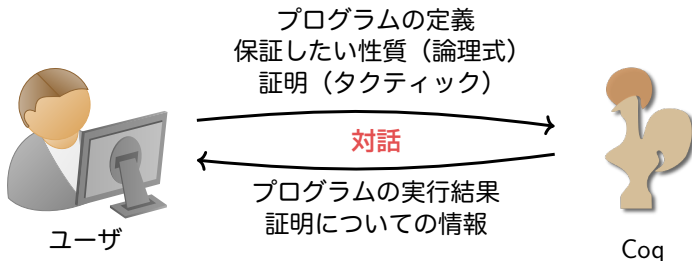 プログラムの定義
保証したい性質（論理式）
証明（タクティック）
対話
プログラムの実行結果
証明についての情報
ユーザ
Coq